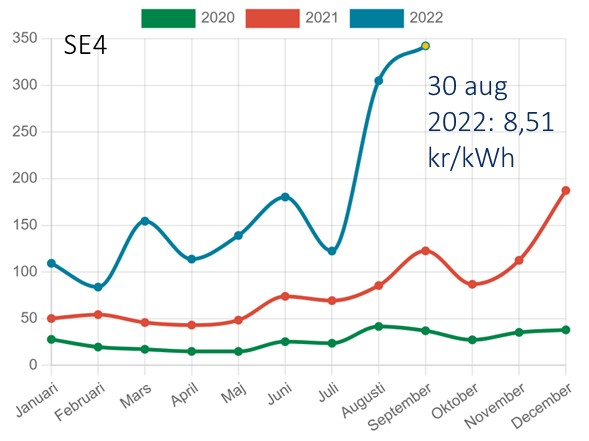 2020 2021 2022
SE4
350
300
250
200
150
100
50
0
30 aug
2022: 8,51
kr/kWh
Januari Februari Mars April Maj Juni Juli Augusti September Oktober November December